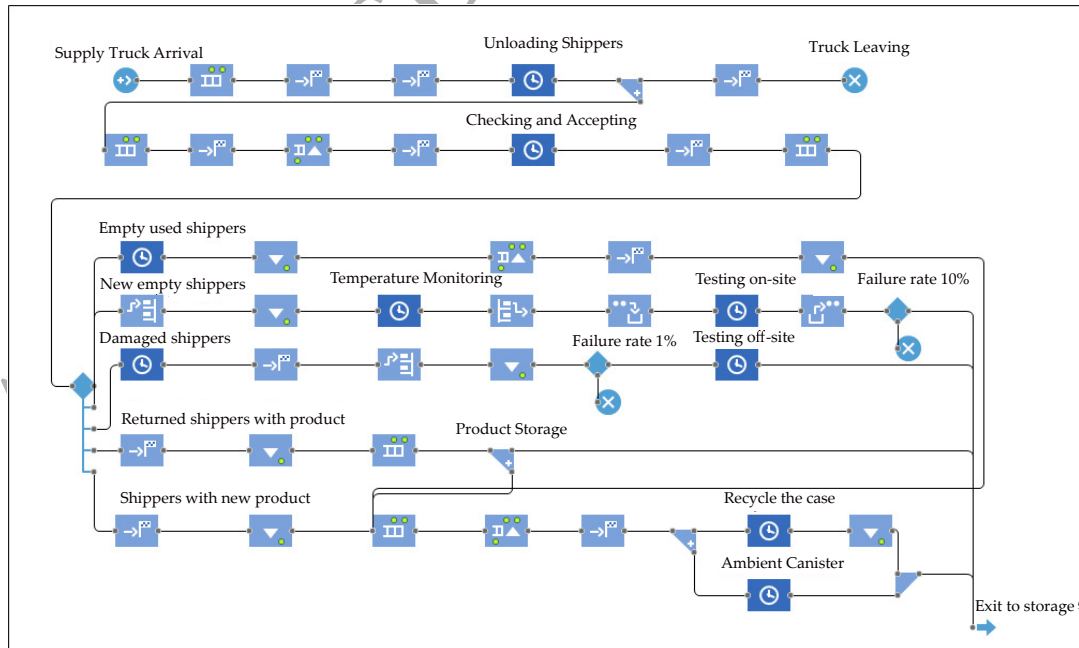 Supply Truck Arrival
Unloading Shippers
Truck Leaving
Checking and Accepting
Empty used shippers
New empty shippers
Temperature Monitoring
Testing on-site
Failure rate 10%
Damaged shippers
Failure rate 1%
Testing off-site
Returned shippers with product
Product Storage
Shippers with new product
Recycle the case
Ambient Canister
Exit to storage